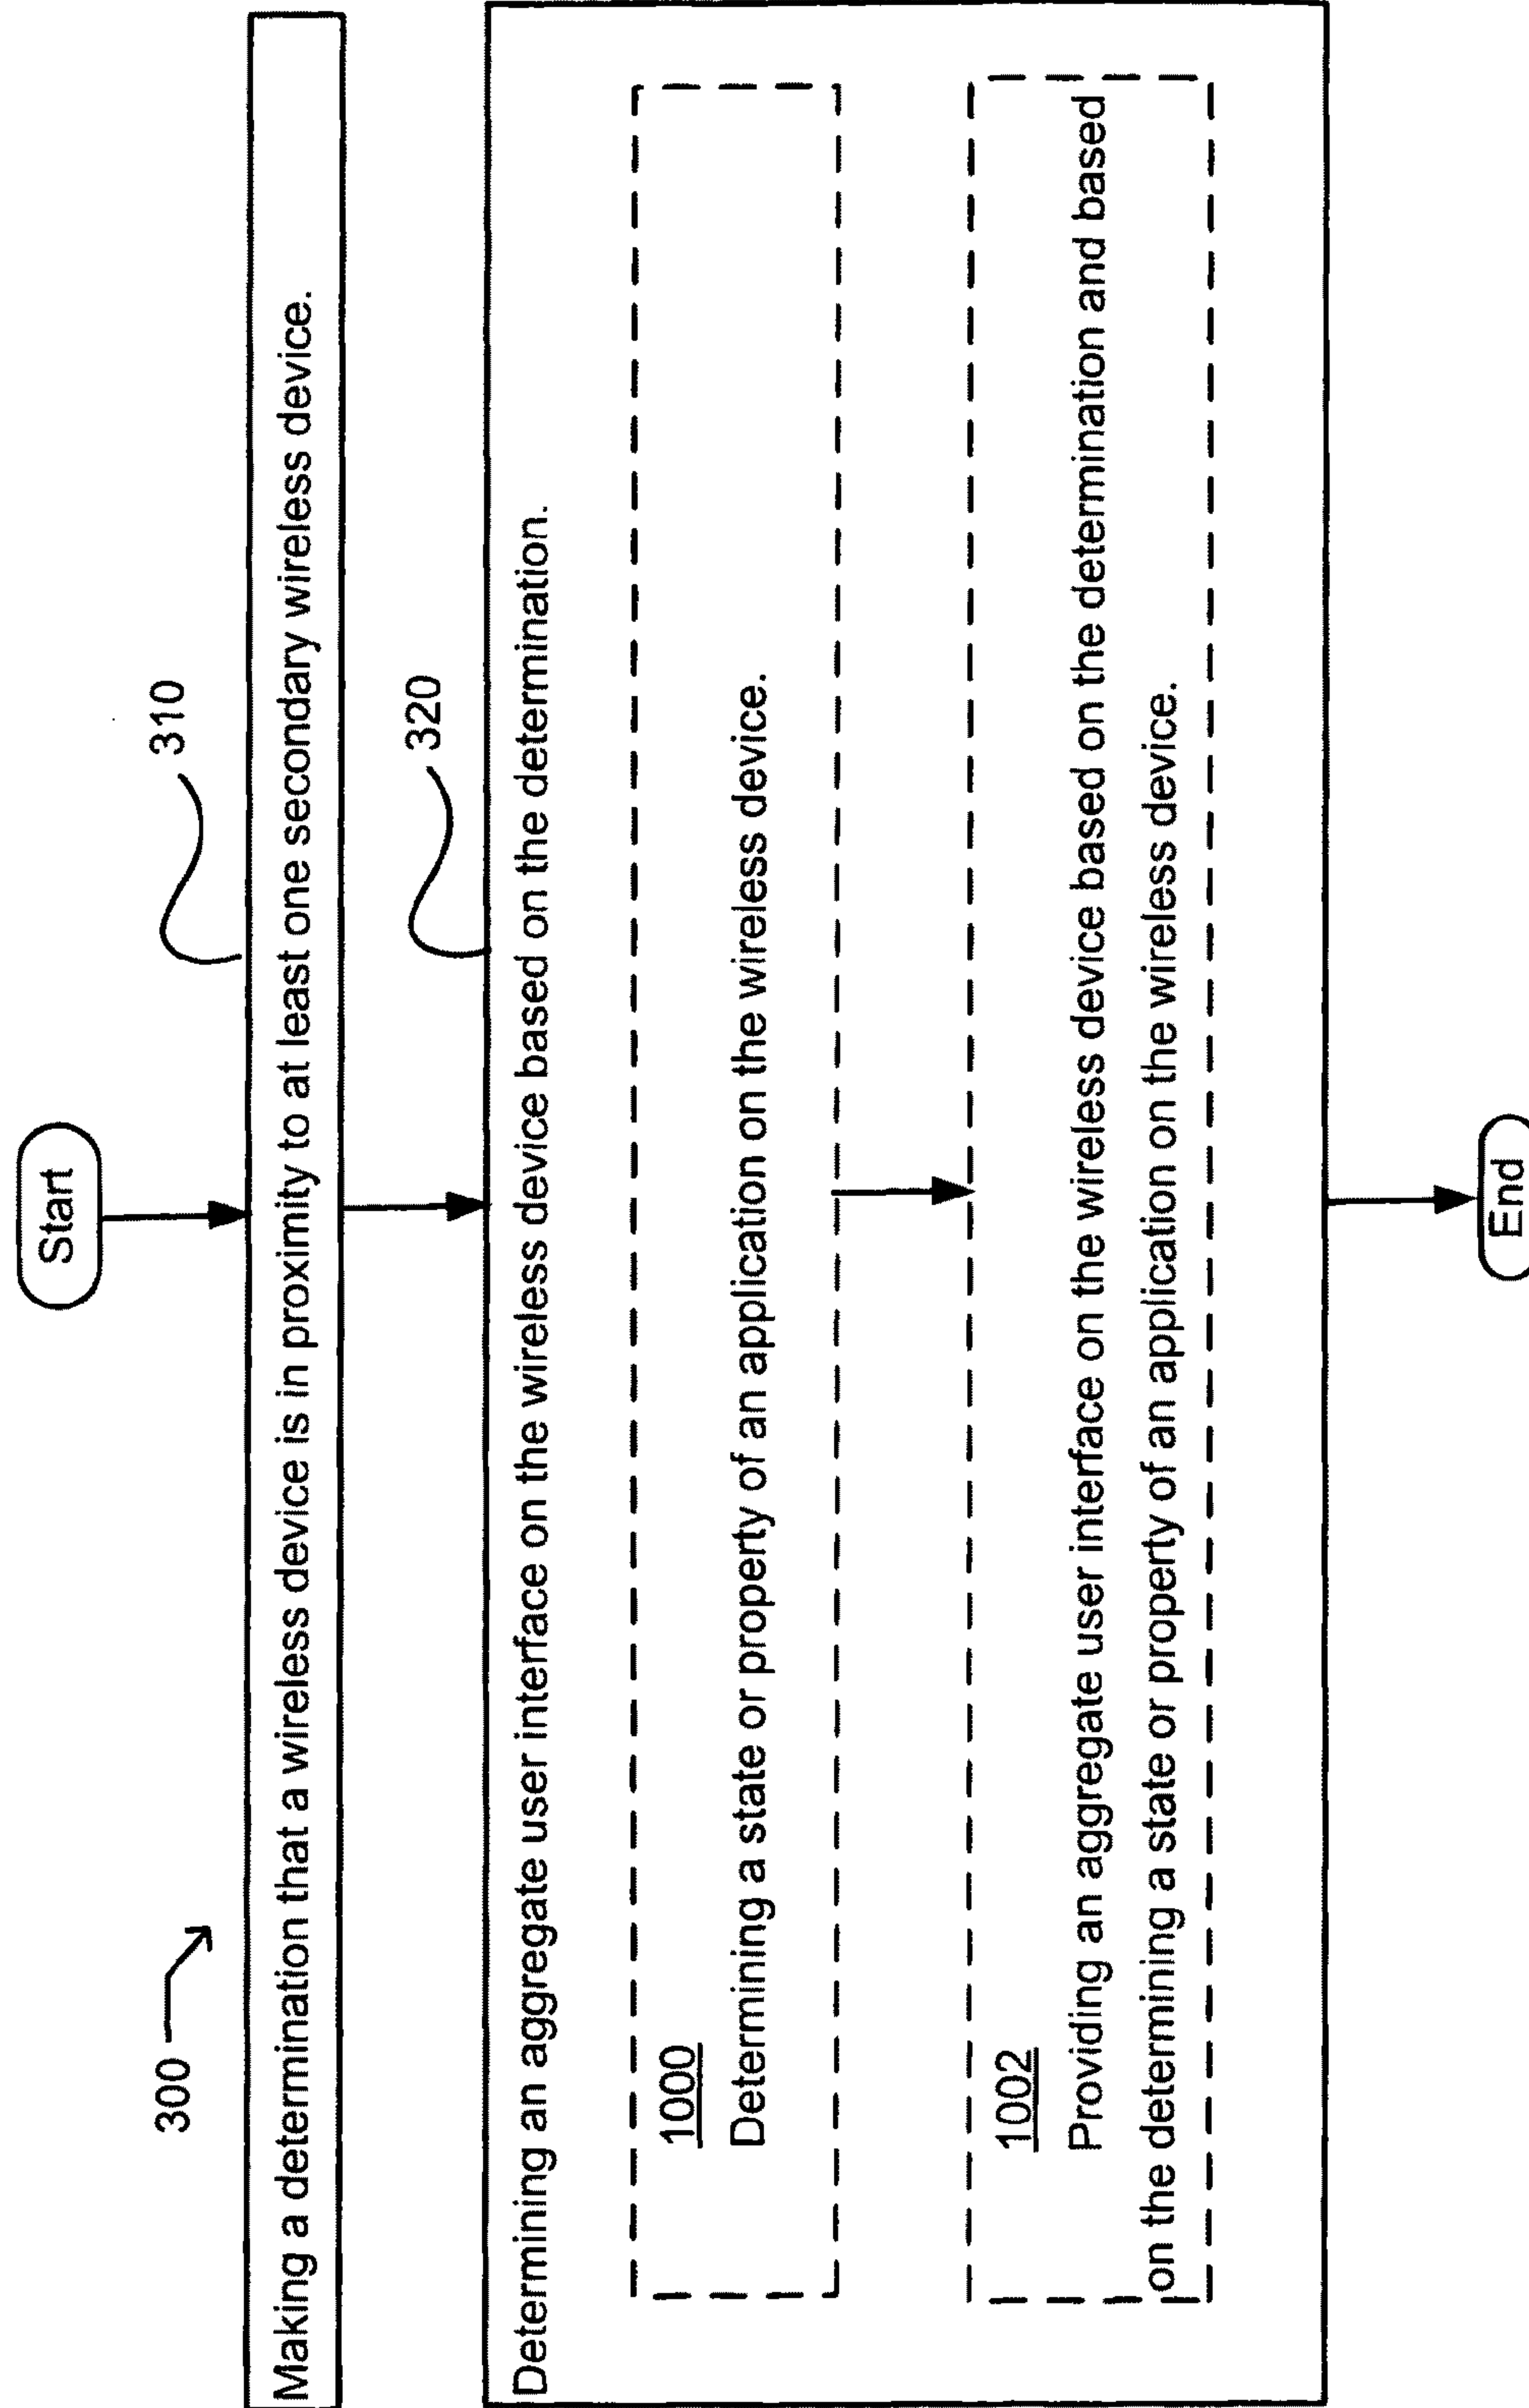 Start
300
310
Making a determination that a wireless device is in proximity to at least one secondary wireless device.
320
Determining an aggregate user interface on the wireless device based on the determination.
1000
Determining a state or property of an application on the wireless device.
1002
Providing an aggregate user interface on the wireless device based on the determination and based
on the determining a state or property of an application on the wireless device.
End